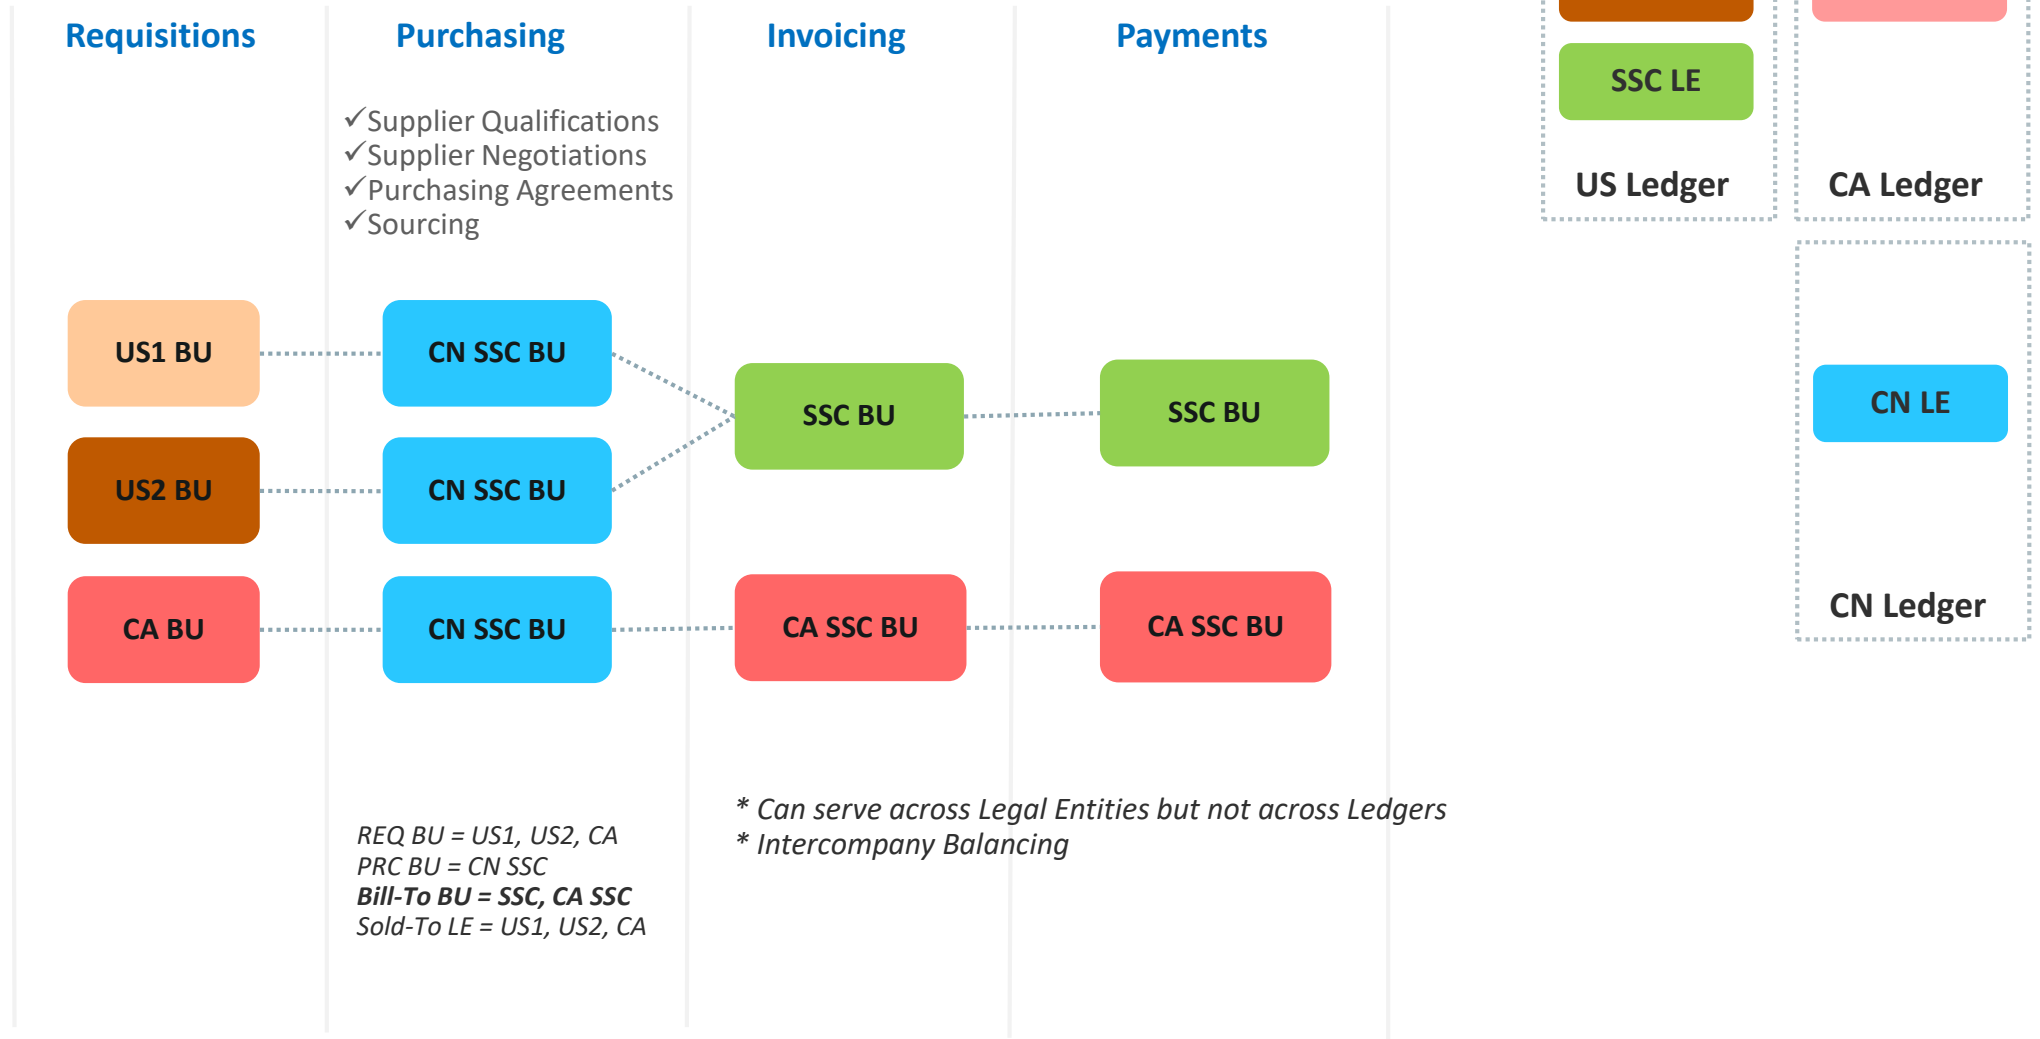 Requisitions
Purchasing
Invoicing
Payments
✓Supplier Qualifications
✓Supplier Negotiations
✓Purchasing Agreements
✓Sourcing
US1 BU
CN SSC BU
US2 BU
CN SSC BU
SSC BU
SSC BU
CA BU
CN SSC BU
CA SSC BU
CA SSC BU
REQ BU = US1, US2, CA
PRC BU = CN SSC
Bill-To BU = SSC, CA SSC
Sold-To LE = US1, US2, CA
* Can serve across Legal Entities but not across Ledgers
* Intercompany Balancing
SSC LE
US Ledger
CA Ledger
CN LE
CN Ledger